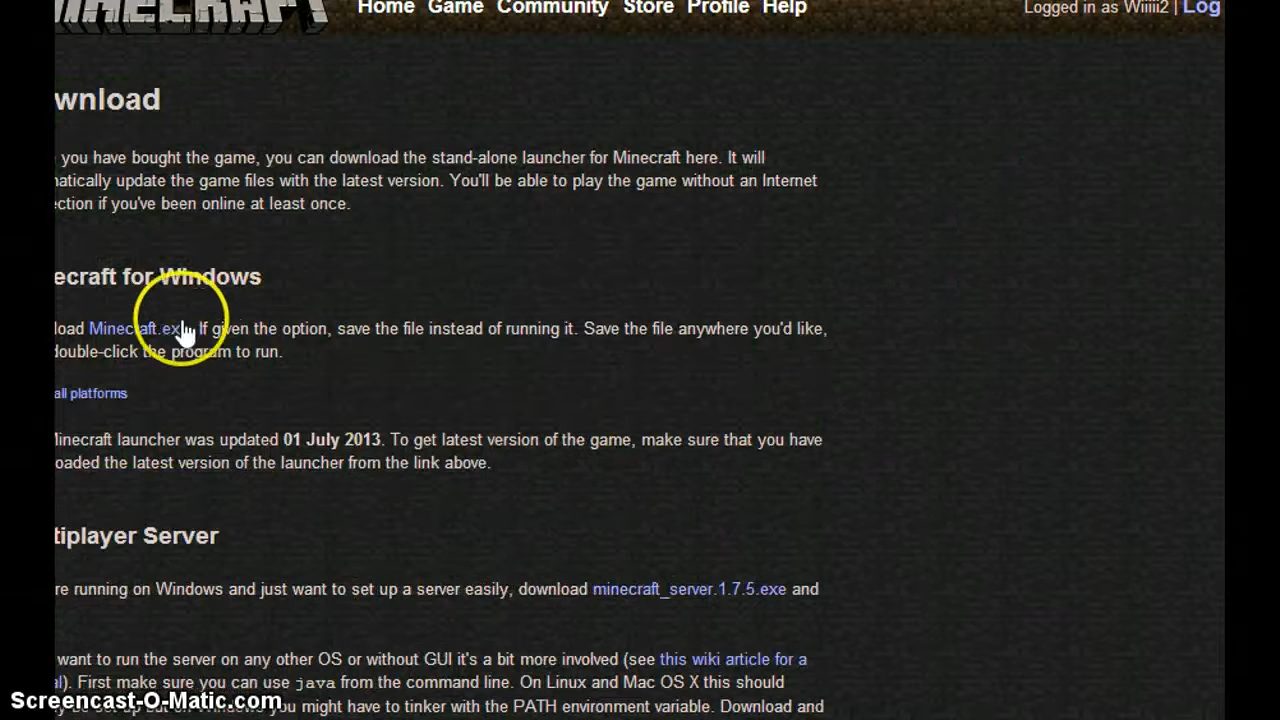 MINECRAFT Home Game Community Store Profile Help Logged in as Wiiiii2 | Log
wnload
you have bought the game, you can download the stand-alone launcher for Minecraft here. It will
natically update the game files with the latest version. You'll be able to play the game without an Internet
ection if you've been online at least once.
ecraft for Windows
load Minecraft.ex If given the option, save the file instead of running it. Save the file anywhere you'd like,
double-click the program to run.
all platforms
Minecraft launcher was updated 01 July 2013. To get latest version of the game, make sure that you have
oaded the latest version of the launcher from the link above.
tiplayer Server
re running on Windows and just want to set up a server easily, download minecraft_server.1.7.5.exe and
want to run the server on any other OS or without GUI it's a bit more involved (see this wiki article for a
al). First make sure you can use java from the command line. On Linux and Mac OS X this should
be set up but on Windows you might have to tinker with the PATH environment variable. Download and
Screencast-O-Matic.com